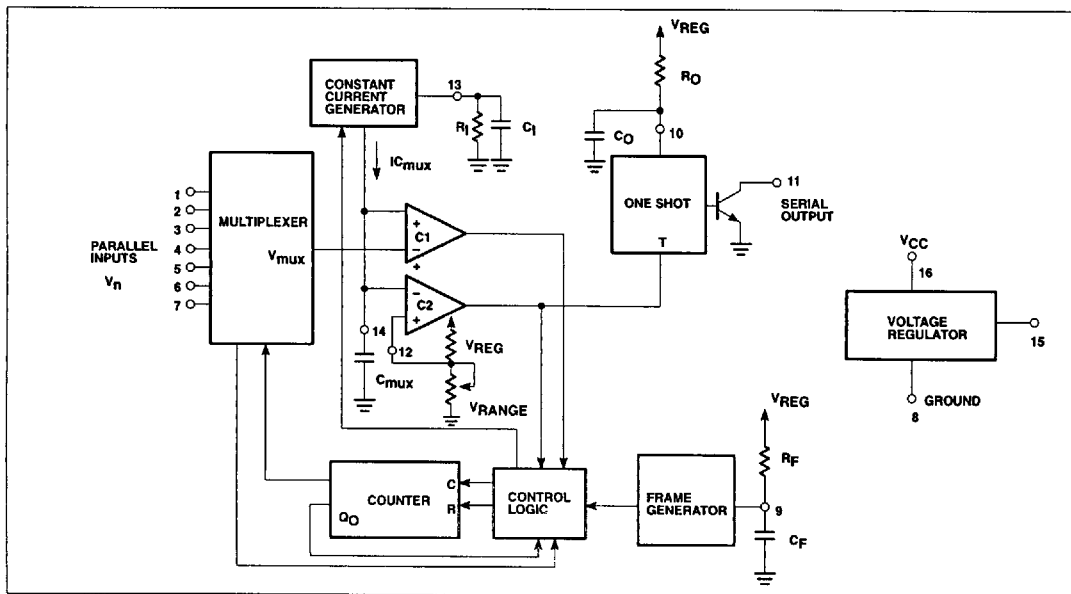 VREG
RO
CONSTANT
CURRENT
GENERATOR
13
RI
CI
CO
10
ICmux
ONE SHOT
T
11
SERIAL
OUTPUT
1
2
3
4
5
6
7
PARALLEL
INPUTS
Vn
MULTIPLEXER
Vmux
+
C1
−
+
−
C2
+
14
12
Cmux
VREG
VRANGE
VCC
16
VOLTAGE
REGULATOR
15
8
GROUND
COUNTER
C
R
QO
CONTROL
LOGIC
FRAME
GENERATOR
VREG
RF
9
CF